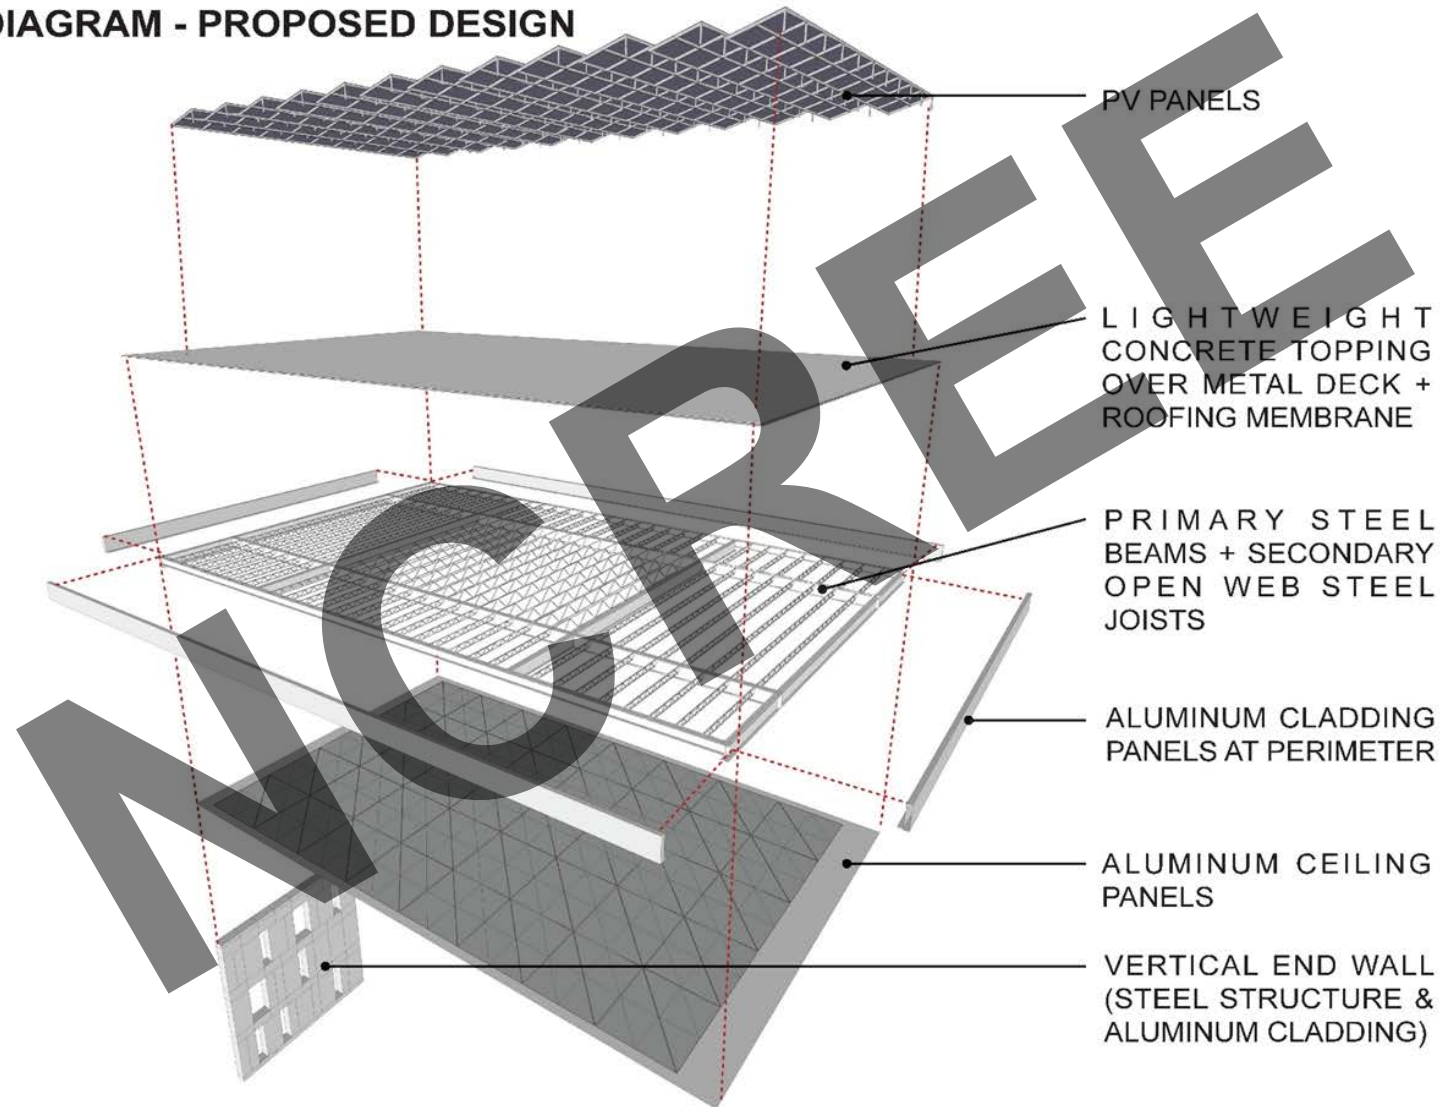 DIAGRAM - PROPOSED DESIGN
PV PANELS
LIGHTWEIGHT
CONCRETE TOPPING
OVER METAL DECK +
ROOFING MEMBRANE
PRIMARY STEEL
BEAMS + SECONDARY
OPEN WEB STEEL
JOISTS
ALUMINUM CLADDING
PANELS AT PERIMETER
ALUMINUM CEILING
PANELS
VERTICAL END WALL
(STEEL STRUCTURE &
ALUMINUM CLADDING)
NCREE